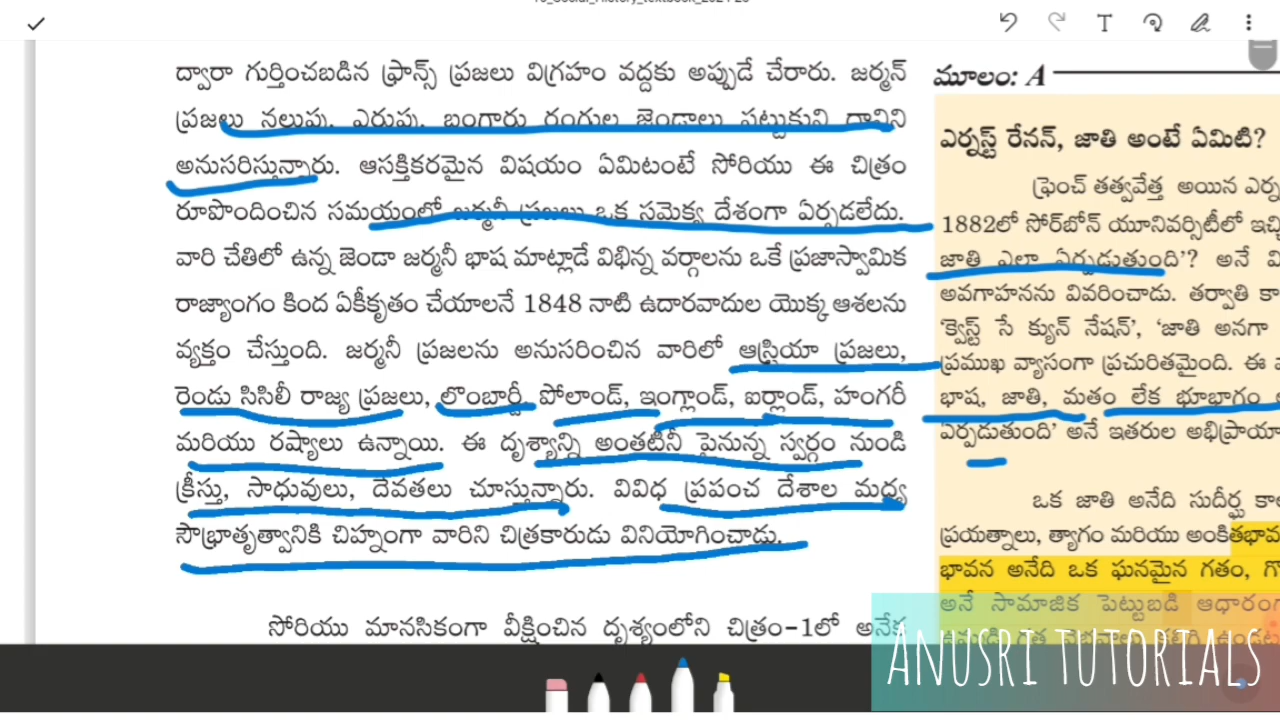 ద్వారా గుర్తించబడిన ఫ్రాన్స్ ప్రజలు విగ్రహం వద్దకు అప్పుడే చేరారు. జర్మన్
ప్రజలు నలుపు, ఎరుపు, బంగారు రంగుల జెండాలు పట్టుకుని దానిని
అనుసరిస్తున్నారు. ఆసక్తికరమైన విషయం ఏమిటంటే సోరియు ఈ చిత్రం
రూపొందించిన సమయంలో జర్మనీ ప్రజలు ఒక సమైక్య దేశంగా ఏర్పడలేదు.
వారి చేతిలో ఉన్న జెండా జర్మనీ భాష మాట్లాడే విభిన్న వర్గాలను ఒకే ప్రజాస్వామిక
రాజ్యాంగం కింద ఏకీకృతం చేయాలనే 1848 నాటి ఉదారవాదుల యొక్క ఆశలను
వ్యక్తం చేస్తుంది. జర్మనీ ప్రజలను అనుసరించిన వారిలో ఆస్ట్రియా ప్రజలు,
రెండు సిసిలీ రాజ్య ప్రజలు, లొంబార్డీ, పోలాండ్, ఇంగ్లాండ్, ఐర్లాండ్, హంగరీ
మరియు రష్యాలు ఉన్నాయి. ఈ దృశ్యాన్ని అంతటినీ పైనున్న స్వర్గం నుండి
క్రీస్తు, సాధువులు, దేవతలు చూస్తున్నారు. వివిధ ప్రపంచ దేశాల మధ్య
సౌభ్రాతృత్వానికి చిహ్నంగా వారిని చిత్రకారుడు వినియోగించాడు.
సోరియు మానసికంగా వీక్షించిన దృశ్యంలోని చిత్రం-1లో అనేక
మూలం: A
ఎర్నస్ట్ రేనన్, జాతి అంటే ఏమిటి?
ఫ్రెంచ్ తత్వవేత్త అయిన
1882లో సోర్‌బోన్ యూనివర్సిటీలో
జాతి ఎలా ఏర్పడుతుంది'? అనే
అవగాహనను వివరించాడు. తర్వాతి
'క్వెస్ట్ సే క్యున్ నేషన్', 'జాతి అనగా
ప్రముఖ వ్యాసంగా ప్రచురితమైంది. ఈ
భాష, జాతి, మతం లేక భూభాగం
ఏర్పడుతుంది' అనే ఇతరుల
ఒక జాతి అనేది సుదీర్ఘ
ప్రయత్నాలు, త్యాగం మరియు
భావన అనేది ఒక ఘనమైన గతం,
అనే సామాజిక పెట్టుబడి
ANUSRI TUTORIALS